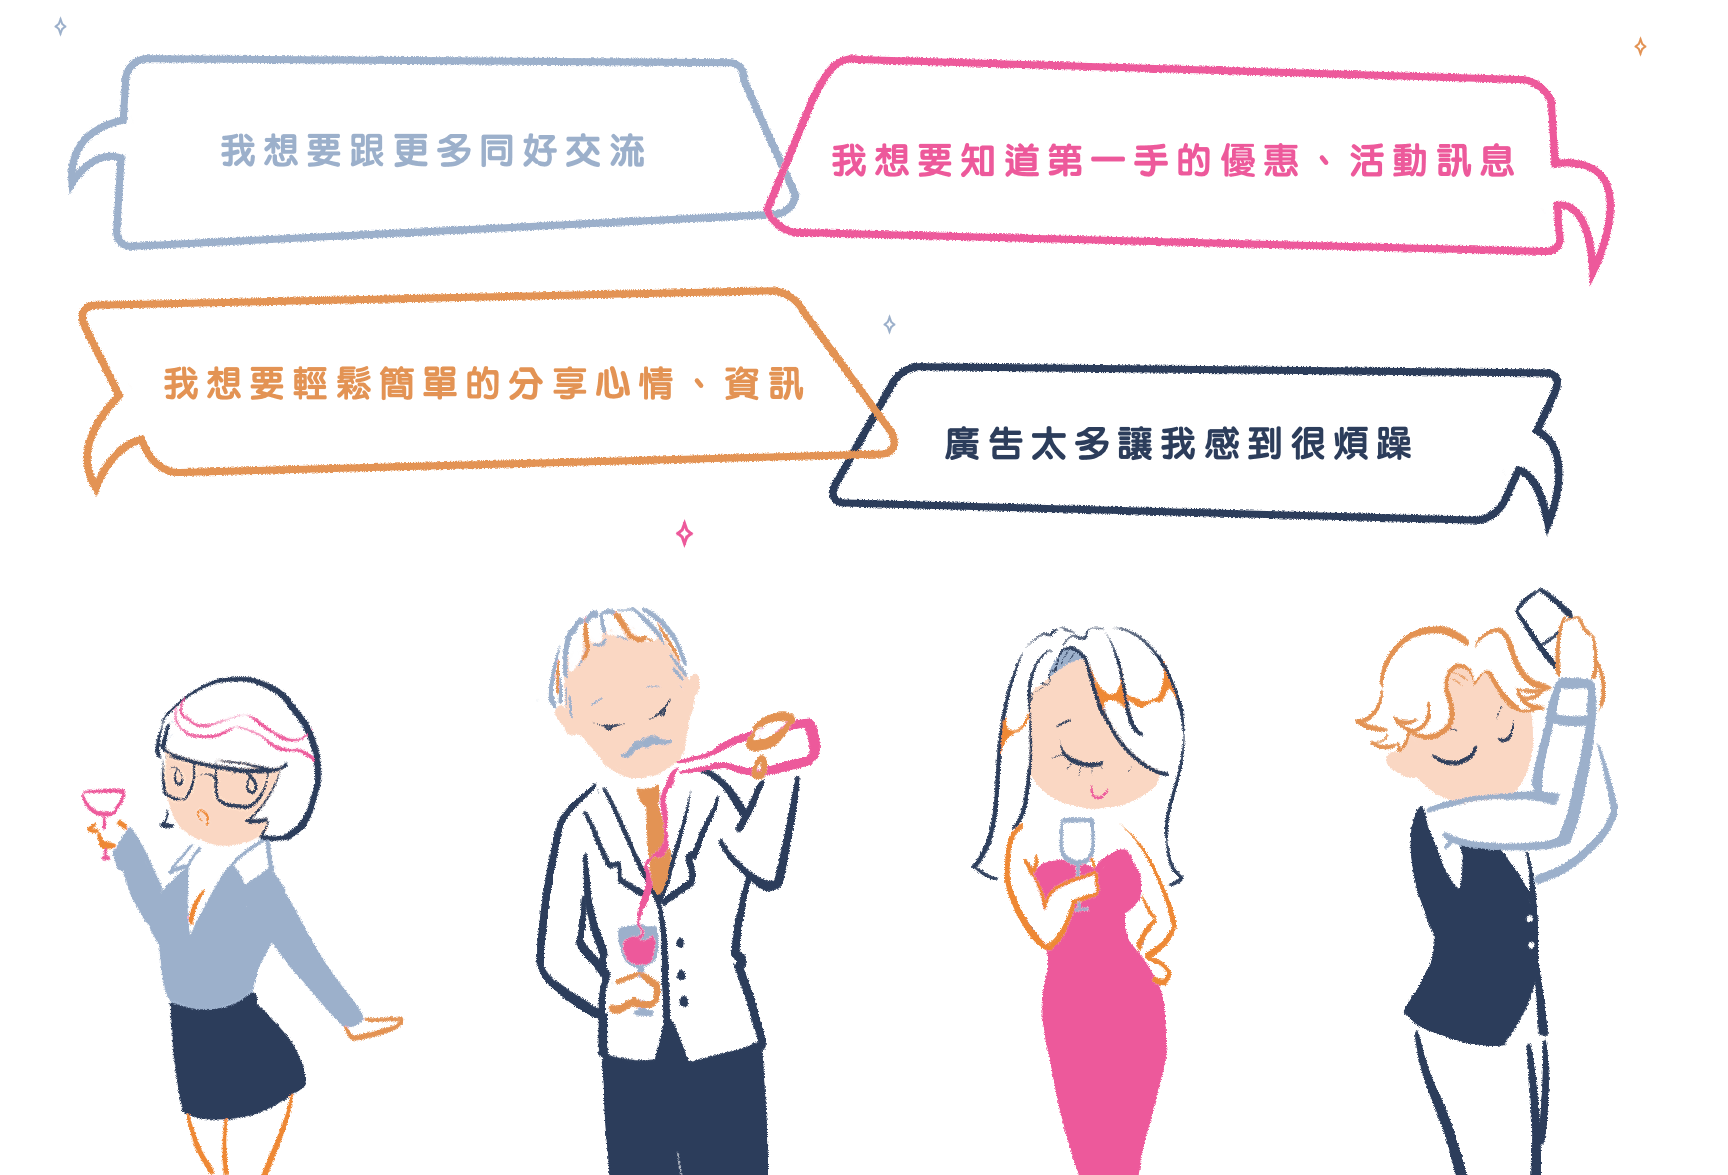 我想要跟更多同好交流
我想要知道第一手的優惠、活動訊息
我想要輕鬆簡單的分享心情、資訊
廣告太多讓我感到很煩躁